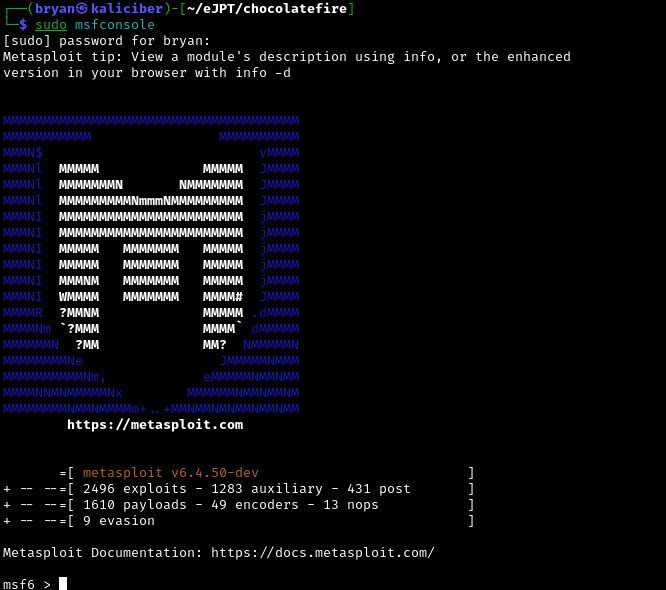 ┌──(bryan㉿kaliciber)-[~/eJPT/chocolatefire]
└─$ sudo msfconsole
[sudo] password for bryan:
Metasploit tip: View a module's description using info, or the enhanced
version in your browser with info -d
MMMMMMMMMMMMMMMMMMMMMMMMMMMMMMMMMMMMM
MMMMMMMMMMM                MMMMMMMMMM
MMMN$                           vMMMM
MMMNl  MMMMM             MMMMM  JMMMM
MMMNl  MMMMMMMN       NMMMMMMM  JMMMM
MMMNl  MMMMMMMMMNmmmNMMMMMMMMM  JMMMM
MMMNI  MMMMMMMMMMMMMMMMMMMMMMM  jMMMM
MMMNI  MMMMMMMMMMMMMMMMMMMMMMM  jMMMM
MMMNI  MMMMM   MMMMMMM   MMMMM  jMMMM
MMMNI  MMMMM   MMMMMMM   MMMMM  jMMMM
MMMNI  MMMNM   MMMMMMM   MMMMM  jMMMM
MMMNI  WMMMM   MMMMMMM   MMMM#  JMMMM
MMMMR  ?MMNM             MMMMM .dMMMM
MMMMNm `?MMM             MMMM` dMMMMM
MMMMMMN  ?MM             MM?  NMMMMMN
MMMMMMMMNe                 JMMMMMNMMM
MMMMMMMMMMNm,            eMMMMMNMMNMM
MMMMNNMNMMMMMNx        MMMMMMNMMNMMNM
MMMMMMMMNMMNMMMMm+..+MMNMMNMNMMNMMNMM
https://metasploit.com
=[ metasploit v6.4.50-dev                          ]
+ -- --=[ 2496 exploits - 1283 auxiliary - 431 post       ]
+ -- --=[ 1610 payloads - 49 encoders - 13 nops           ]
+ -- --=[ 9 evasion                                       ]
Metasploit Documentation: https://docs.metasploit.com/
msf6 >